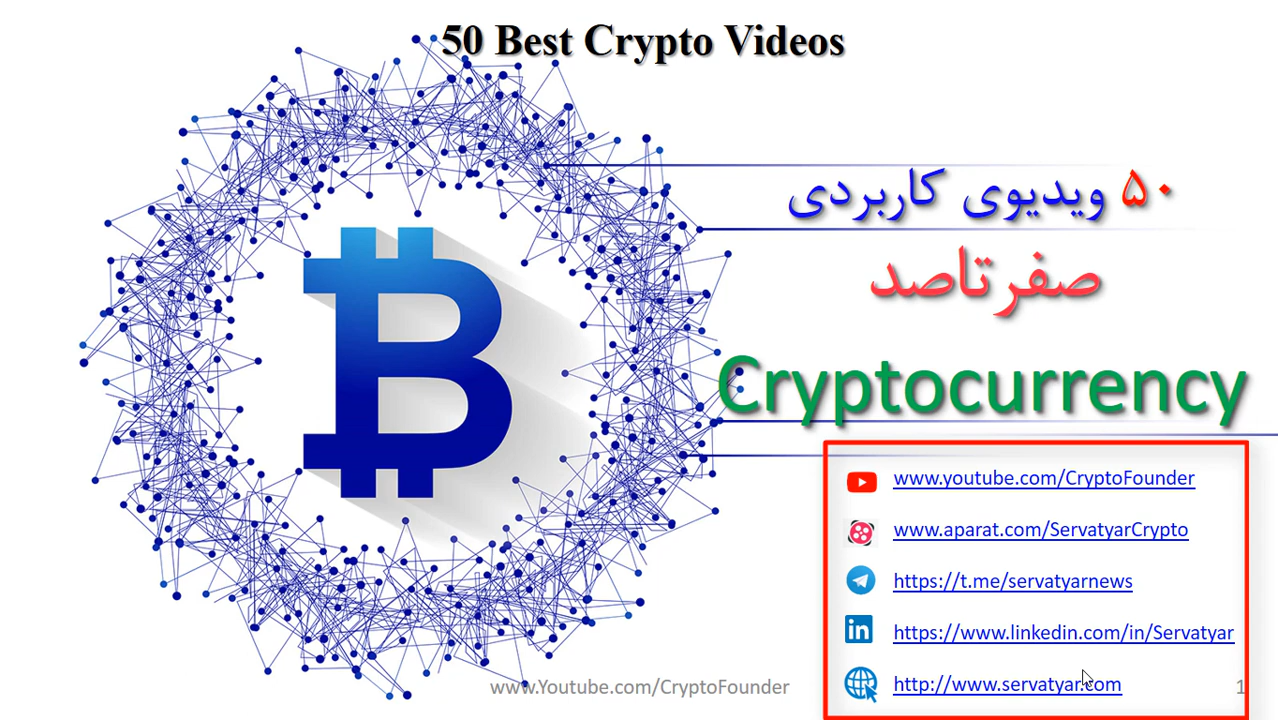 50 Best Crypto Videos
۵۰ ویدیوی کاربردی
صفرتاصد
Cryptocurrency
www.youtube.com/CryptoFounder
www.aparat.com/ServatyarCrypto
https://t.me/servatyarnews
https://www.linkedin.com/in/Servatyar
http://www.servatyar.com
www.Youtube.com/CryptoFounder
1